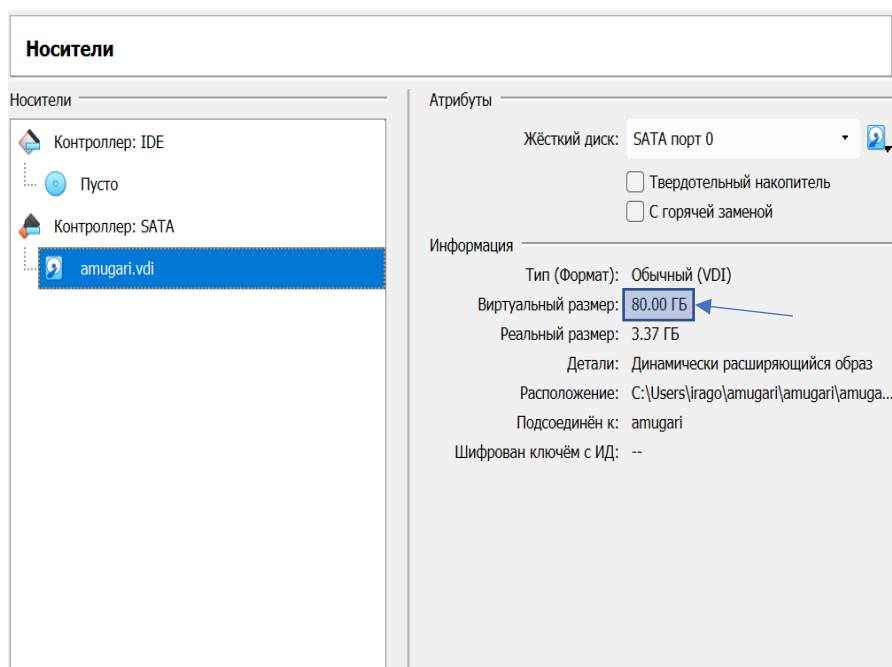 Носители
Носители
Контроллер: IDE
Пусто
Контроллер: SATA
amugari.vdi
Атрибуты
Жёсткий диск: SATA порт 0
Твердотельный накопитель
С горячей заменой
Информация
Тип (Формат): Обычный (VDI)
Виртуальный размер: 80.00 ГБ
Реальный размер: 3.37 ГБ
Детали: Динамически расширяющийся образ
Расположение: C:\Users\irago\amugari\amugari\amuga...
Подсоединён к: amugari
Шифрован ключём с ИД: --